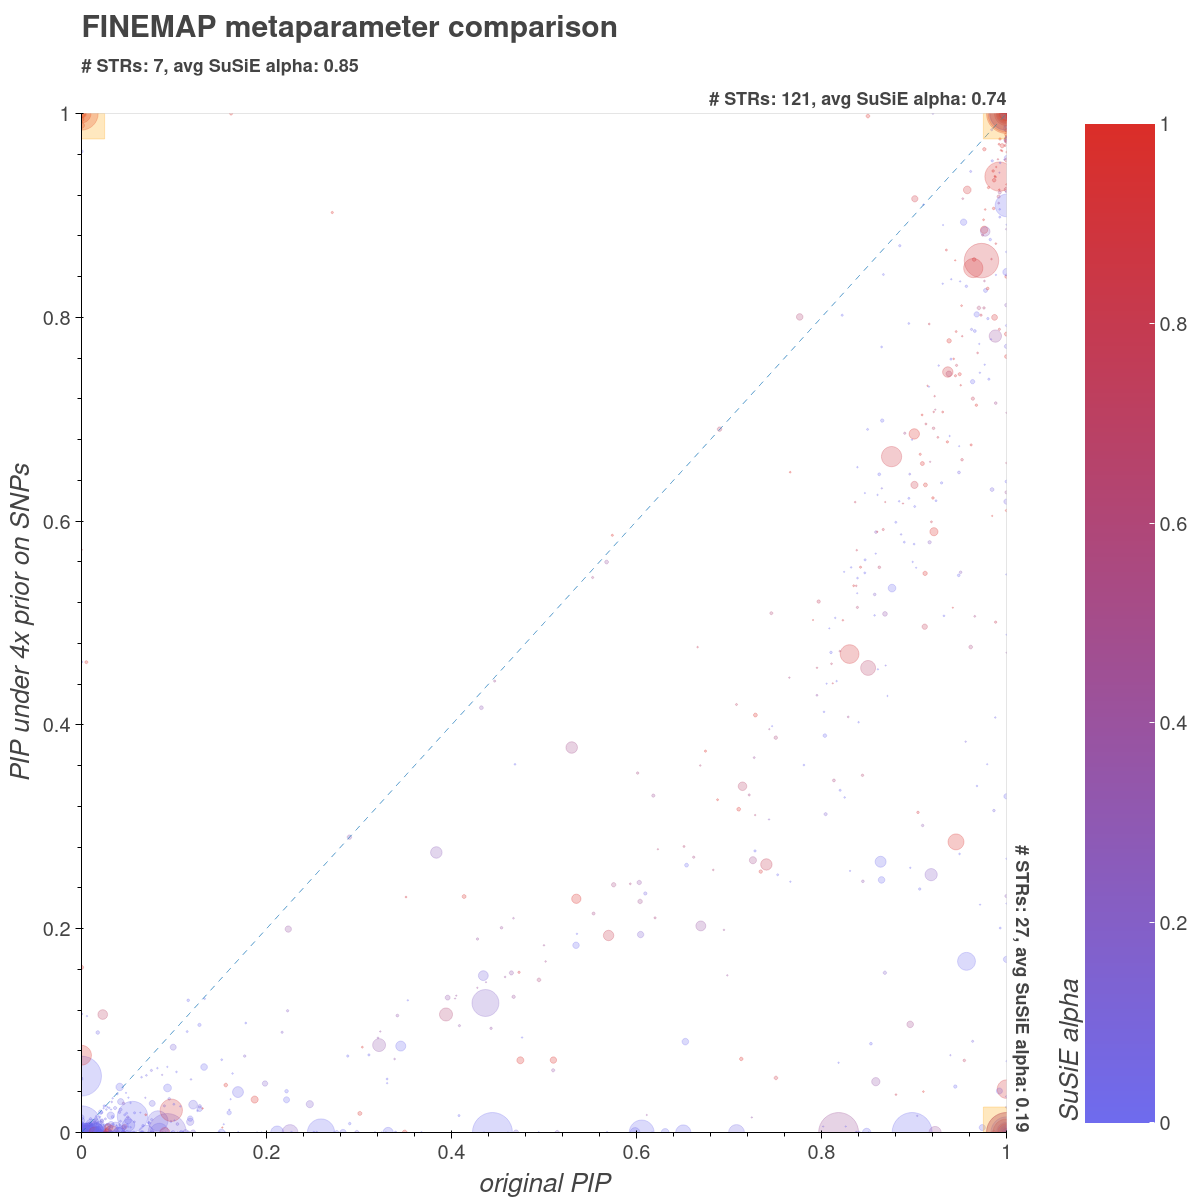 FINEMAP metaparameter comparison
# STRs: 7, avg SuSiE alpha: 0.85
# STRs: 121, avg SuSiE alpha: 0.74
PIP under 4x prior on SNPs
1
0.8
0.6
0.4
0.2
0
0
0.2
0.4
0.6
0.8
1
original PIP
# STRs: 27, avg SuSiE alpha: 0.19
SuSiE alpha
1
0.8
0.6
0.4
0.2
0